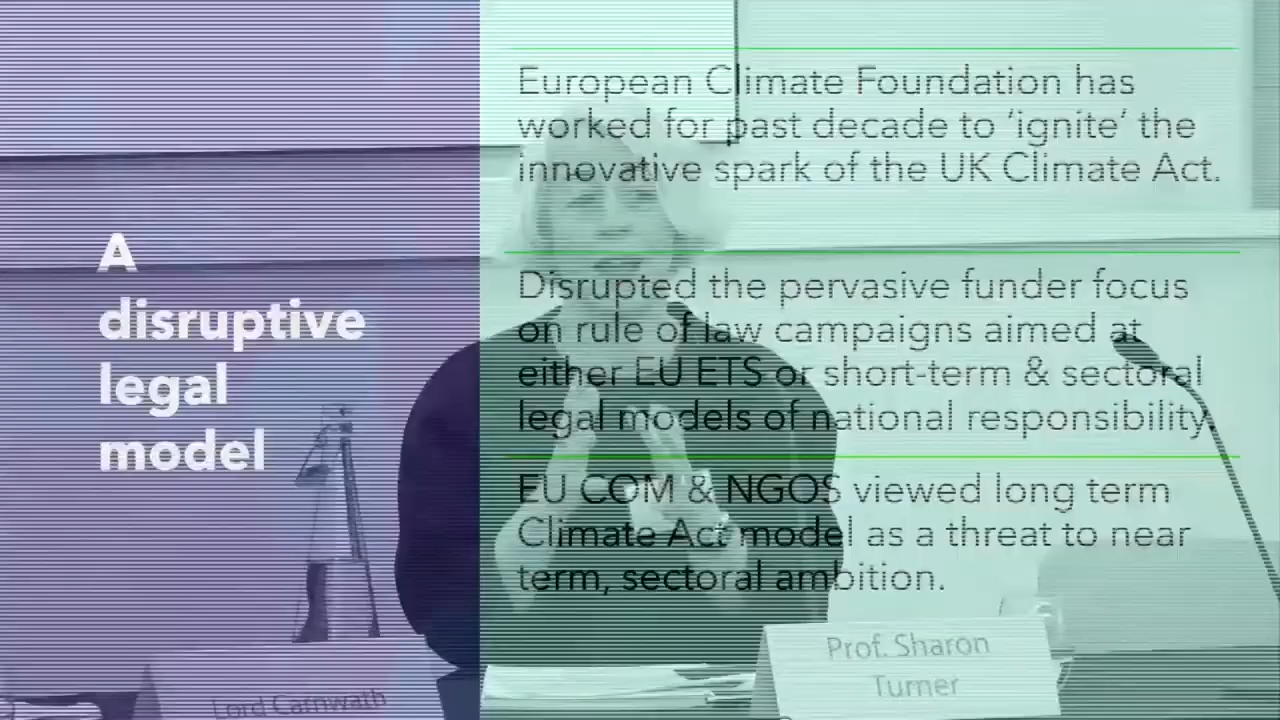 A
disruptive
legal
model
European Climate Foundation has
worked for past decade to ‘ignite’ the
innovative spark of the UK Climate Act.
Disrupted the pervasive funder focus
on rule of law campaigns aimed at
either EU ETS or short-term & sectoral
legal models of national responsibility.
EU COM & NGOS viewed long term
Climate Act model as a threat to near
term, sectoral ambition.
Lord Carnwath
Prof. Sharon
Turner